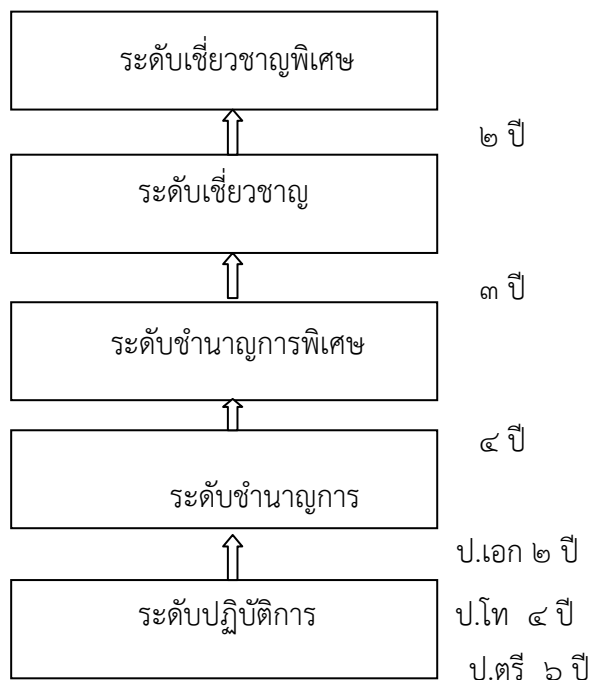 ระดับเชี่ยวชาญพิเศษ
๒ ปี
ระดับเชี่ยวชาญ
๓ ปี
ระดับชำนาญการพิเศษ
๔ ปี
ระดับชำนาญการ
ป.เอก ๒ ปี
ระดับปฏิบัติการ
ป.โท ๔ ปี
ป.ตรี ๖ ปี